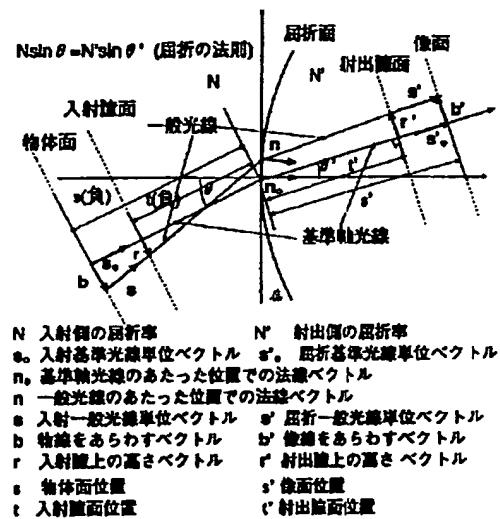 Nsinθ=N'sinθ' (屈折の法則)
屈折面
像面
N
N'
射出瞳面
入射瞳面
s'
b'
一般光線
r'
物体面
n
s'₀
s(負)
t(負)
θ
θ'
t'
n₀
s'
基準軸光線
s₀
r
b
s
N 入射側の屈折率
N' 射出側の屈折率
s₀ 入射基準光線単位ベクトル
s'₀ 屈折基準光線単位ベクトル
n₀ 基準軸光線のあたった位置での法線ベクトル
n 一般光線のあたった位置での法線ベクトル
s 入射一般光線単位ベクトル
s' 屈折一般光線単位ベクトル
b 物線をあらわすベクトル
b' 像線をあらわすベクトル
r 入射瞳上の高さベクトル
r' 射出瞳上の高さ ベクトル
s 物体面位置
s' 像面位置
t 入射瞳面位置
t' 射出瞳面位置